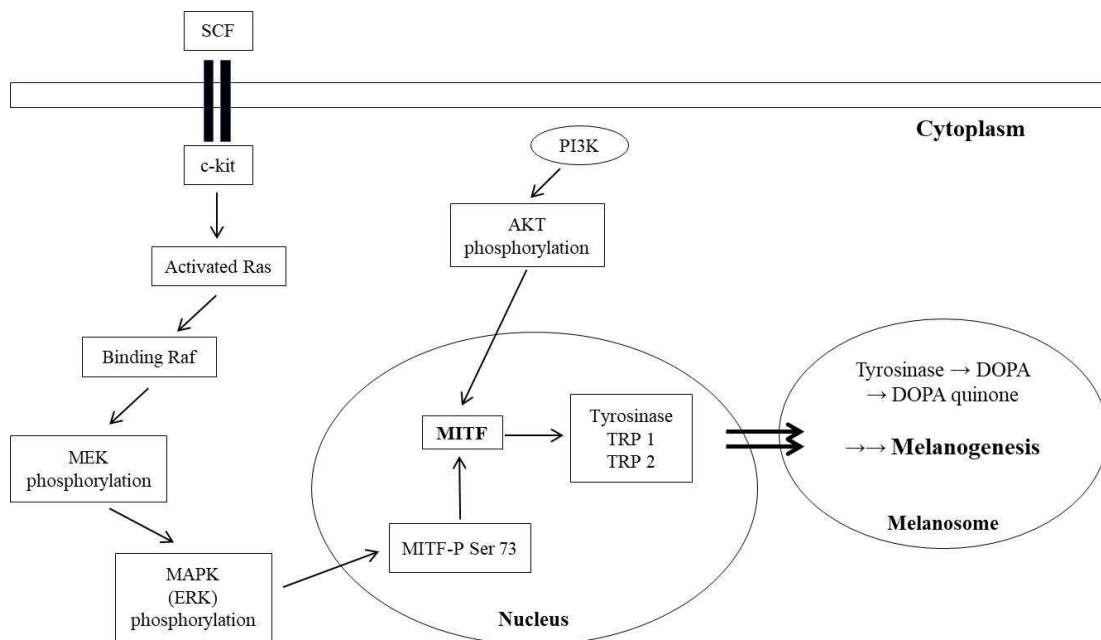 SCF
Cytoplasm
c-kit
PI3K
AKT
phosphorylation
Activated Ras
Binding Raf
MEK
phosphorylation
MAPK
(ERK)
phosphorylation
MITF-P Ser 73
MITF
Tyrosinase
TRP 1
TRP 2
Nucleus
Tyrosinase → DOPA
→ DOPA quinone
→→ Melanogenesis
Melanosome